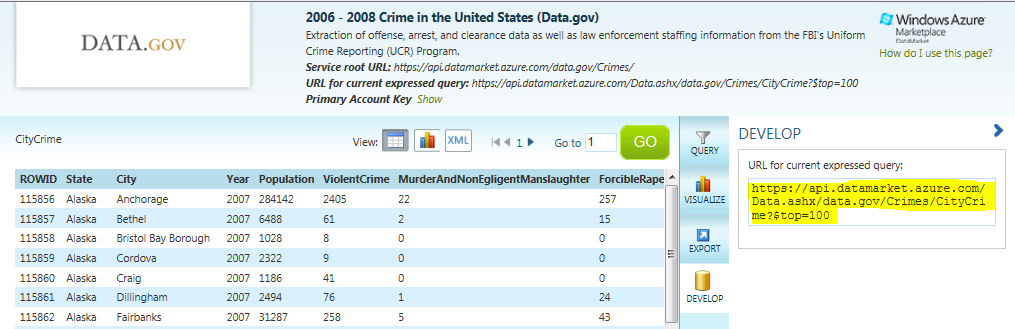 DATA.GOV
2006 - 2008 Crime in the United States (Data.gov)
Extraction of offense, arrest, and clearance data as well as law enforcement staffing information from the FBI's Uniform
Crime Reporting (UCR) Program.
Service root URL: https://api.datamarket.azure.com/data.gov/Crimes/
URL for current expressed query: https://api.datamarket.azure.com/Data.ashx/data.gov/Crimes/CityCrime?$top=100
Primary Account Key Show
Windows Azure
Marketplace
DataMarket
How do I use this page?
CityCrime
View: XML 1 Go to 1 GO
ROWID State City Year Population ViolentCrime MurderAndNonEgligentManslaughter ForcibleRape
115856 Alaska Anchorage 2007 284142 2405 22 257
115857 Alaska Bethel 2007 6488 61 2 15
115858 Alaska Bristol Bay Borough 2007 1028 8 0 0
115859 Alaska Cordova 2007 2322 9 0 0
115860 Alaska Craig 2007 1186 41 0 0
115861 Alaska Dillingham 2007 2494 76 1 24
115862 Alaska Fairbanks 2007 31287 258 5 43
QUERY
VISUALIZE
EXPORT
DEVELOP
DEVELOP
URL for current expressed query:
https://api.datamarket.azure.com/
Data.ashx/data.gov/Crimes/CityCri
me?$top=100